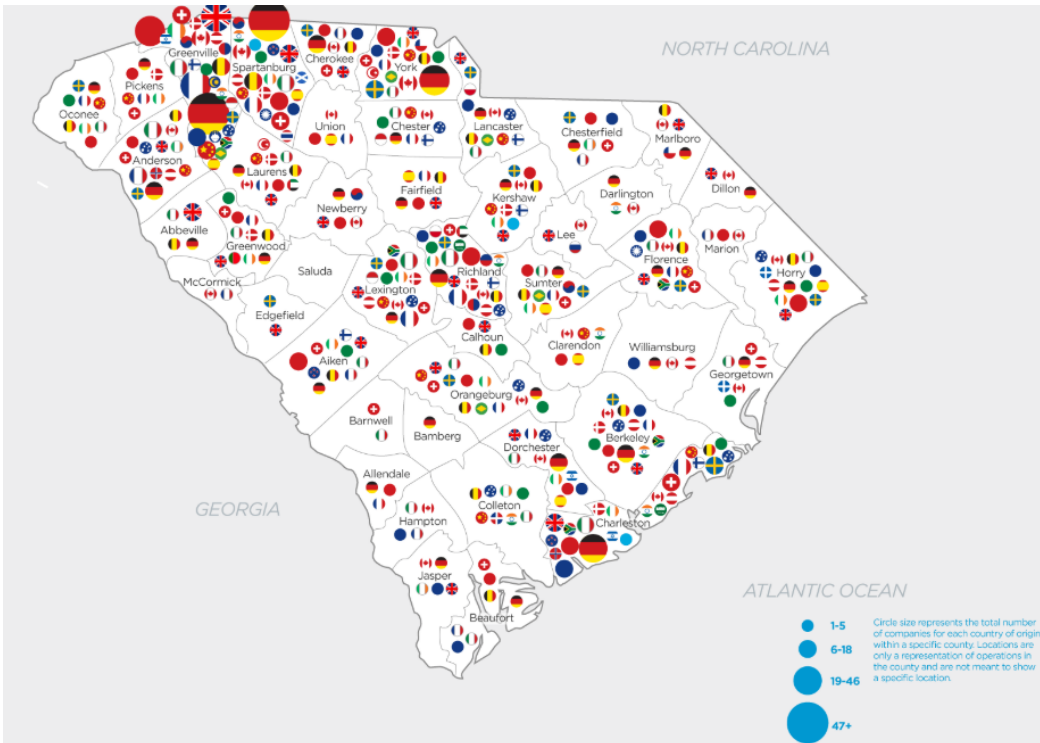 NORTH CAROLINA
Greenville
Spartanburg
Cherokee
York
Pickens
Oconee
Union
Chester
Lancaster
Chesterfield
Marlboro
Anderson
Laurens
Fairfield
Kershaw
Darlington
Dillon
Newberry
Abbeville
Greenwood
Lee
Marion
Florence
McCormick
Saluda
Lexington
Richland
Sumter
Horry
Edgefield
Calhoun
Clarendon
Williamsburg
Aiken
Georgetown
Orangeburg
Barnwell
Bamberg
Berkeley
Dorchester
Allendale
Colleton
Charleston
GEORGIA
Hampton
Jasper
Beaufort
ATLANTIC OCEAN
1-5
6-18
19-46
47+
Circle size represents the total number
of companies for each country of origin
within a specific county. Locations are
only a representation of operations in
the county and are not meant to show
a specific location.